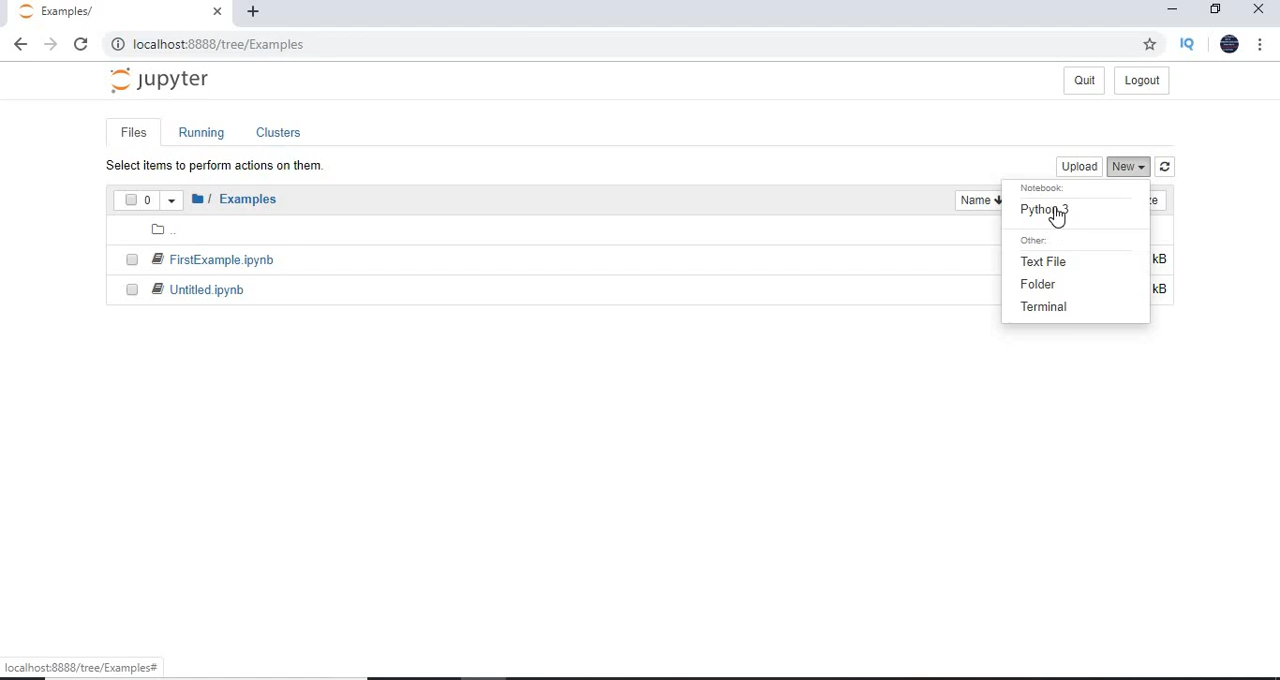 Examples/
localhost:8888/tree/Examples
IQ
jupyter
Quit
Logout
Files
Running
Clusters
Select items to perform actions on them.
Upload
New
0
/ Examples
Name
ze
Notebook:
Python 3
..
Other:
FirstExample.ipynb
kB
Text File
Folder
Untitled.ipynb
kB
Terminal
localhost:8888/tree/Examples#